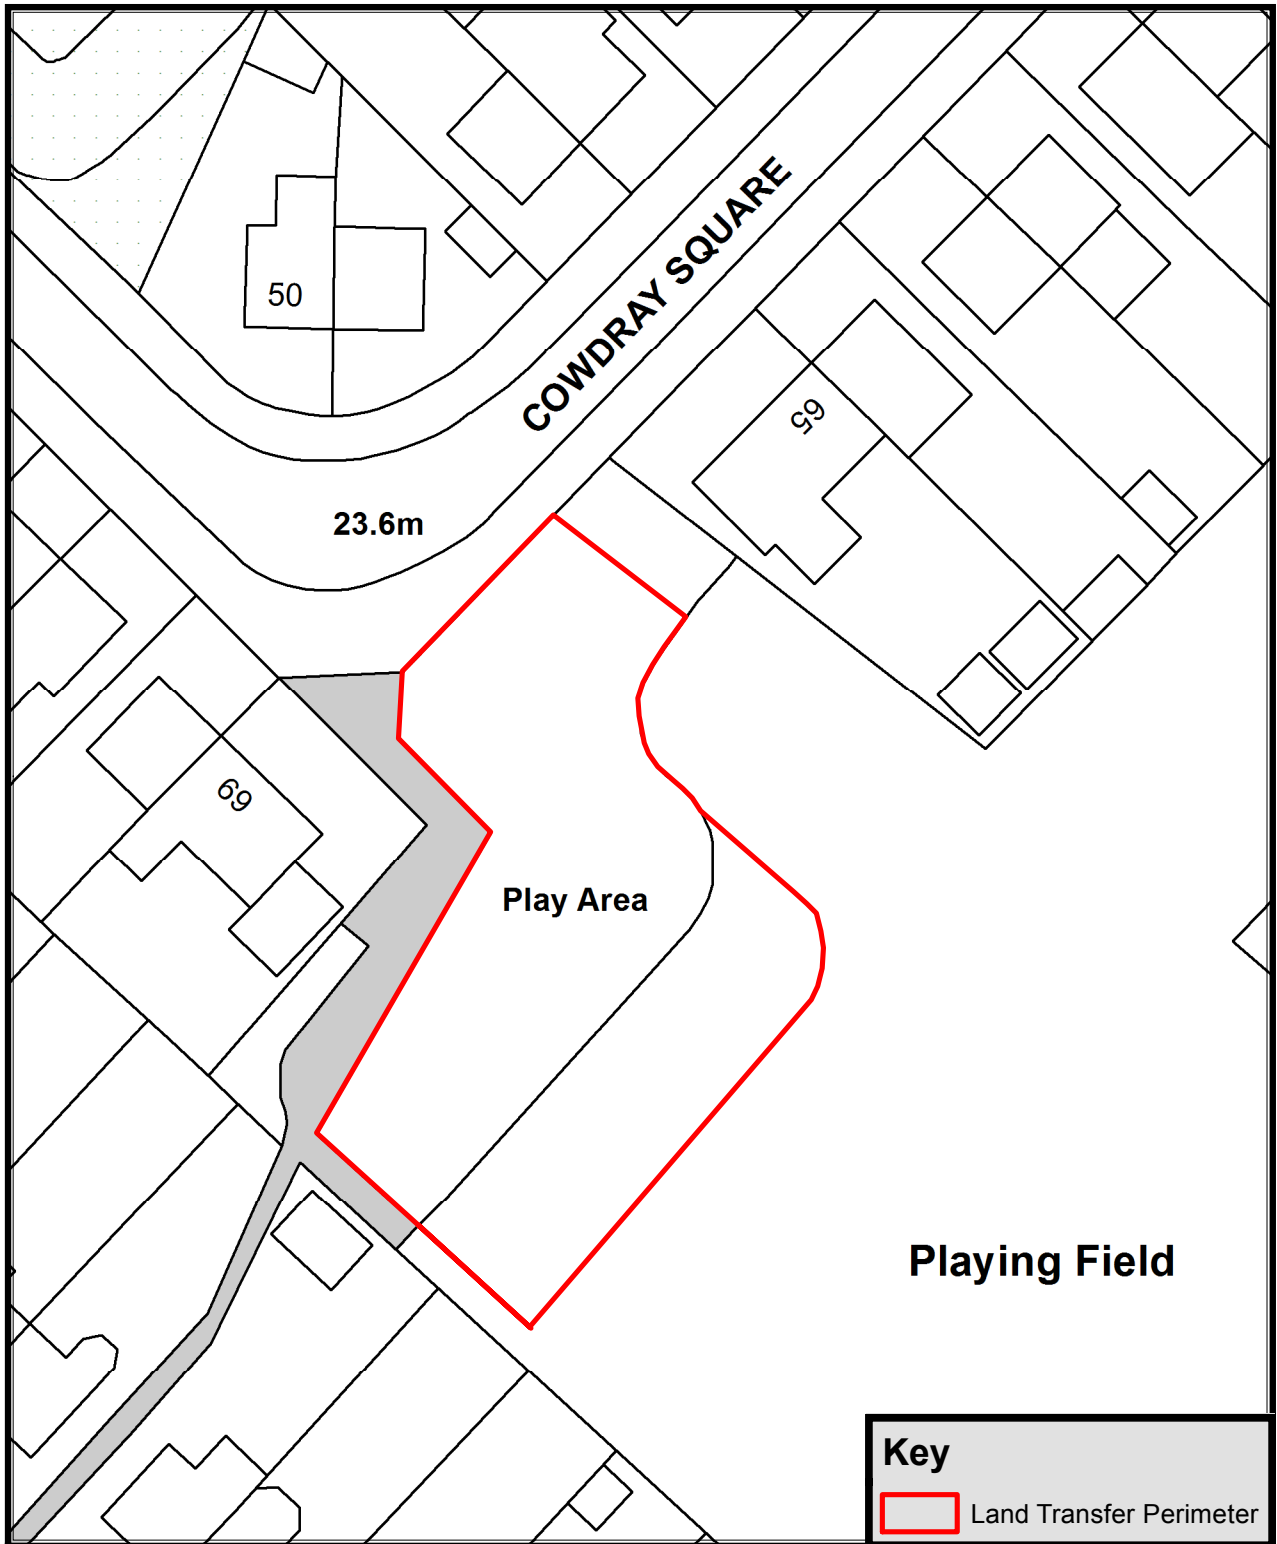 50
COWDRAY SQUARE
65
23.6m
69
Play Area
Playing Field
Key
Land Transfer Perimeter